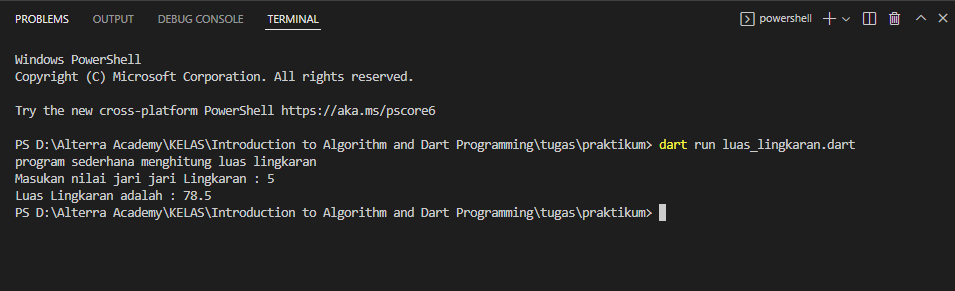 PROBLEMS OUTPUT DEBUG CONSOLE TERMINAL powershell
Windows PowerShell
Copyright (C) Microsoft Corporation. All rights reserved.
Try the new cross-platform PowerShell https://aka.ms/pscore6
PS D:\Alterra Academy\KELAS\Introduction to Algorithm and Dart Programming\tugas\praktikum> dart run luas_lingkaran.dart
program sederhana menghitung luas lingkaran
Masukan nilai jari jari Lingkaran : 5
Luas Lingkaran adalah : 78.5
PS D:\Alterra Academy\KELAS\Introduction to Algorithm and Dart Programming\tugas\praktikum>